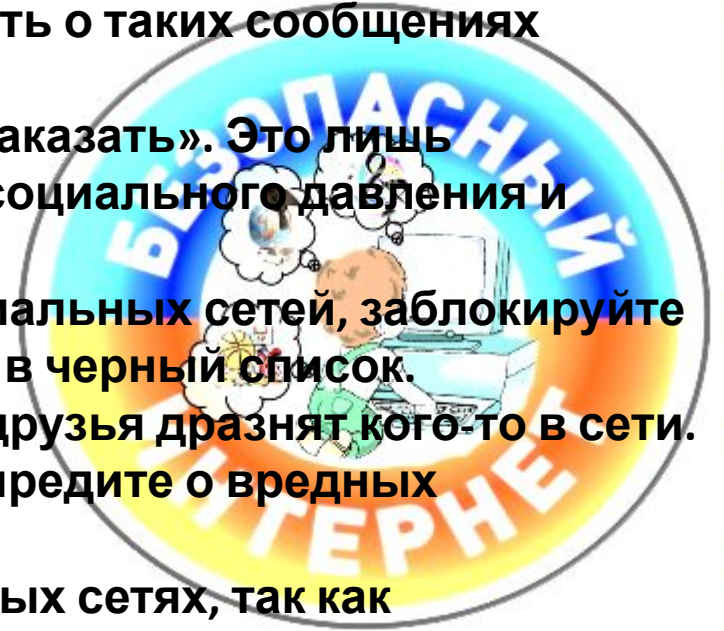 ть о таких сообщениях
аказать». Это лишь
социального давления и
иальных сетей, заблокируйте
в черный список.
друзья дразнят кого-то в сети.
предите о вредных
ых сетях, так как
БЕЗОПАСНЫЙ
ИНТЕРНЕТ